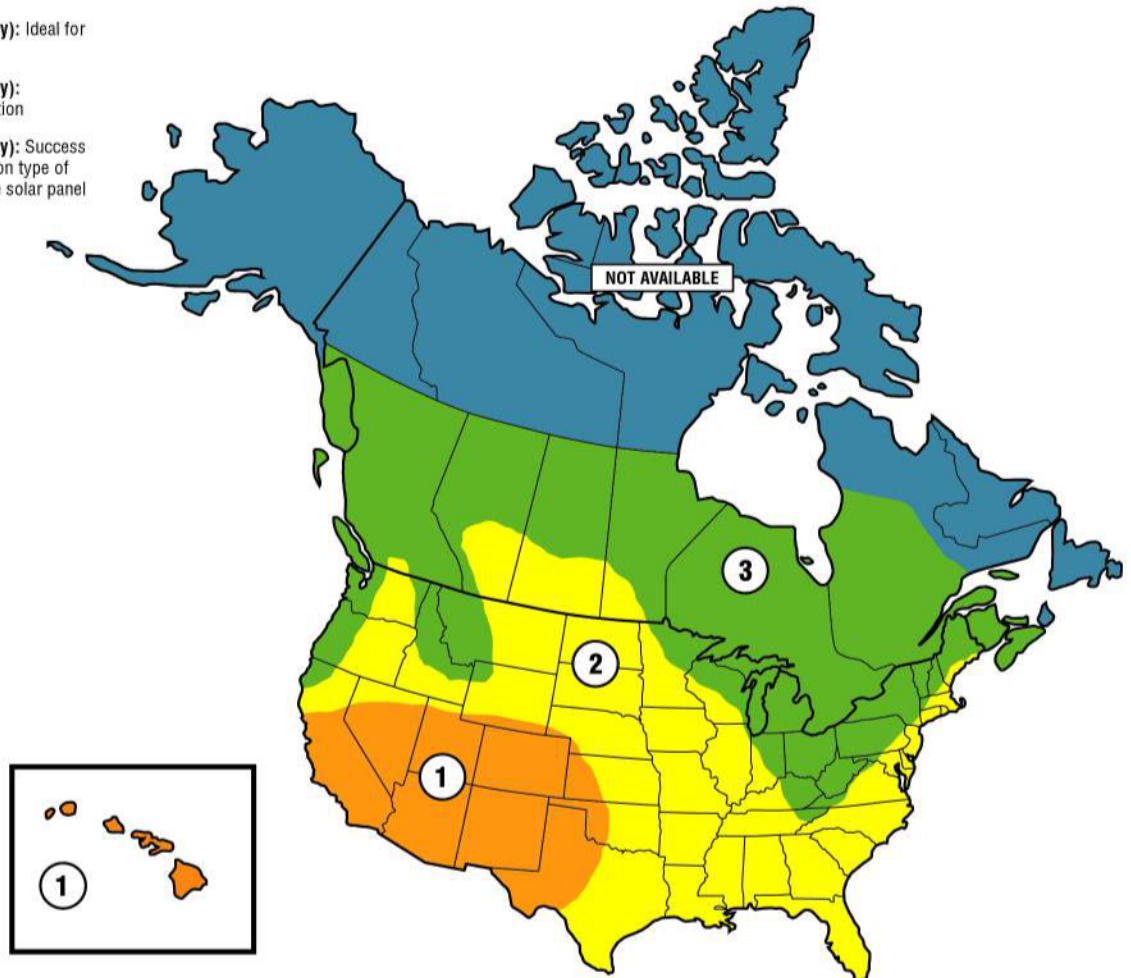 y): Ideal for
y):
tion
y): Success
on type of
solar panel
NOT AVAILABLE
3
2
1
1